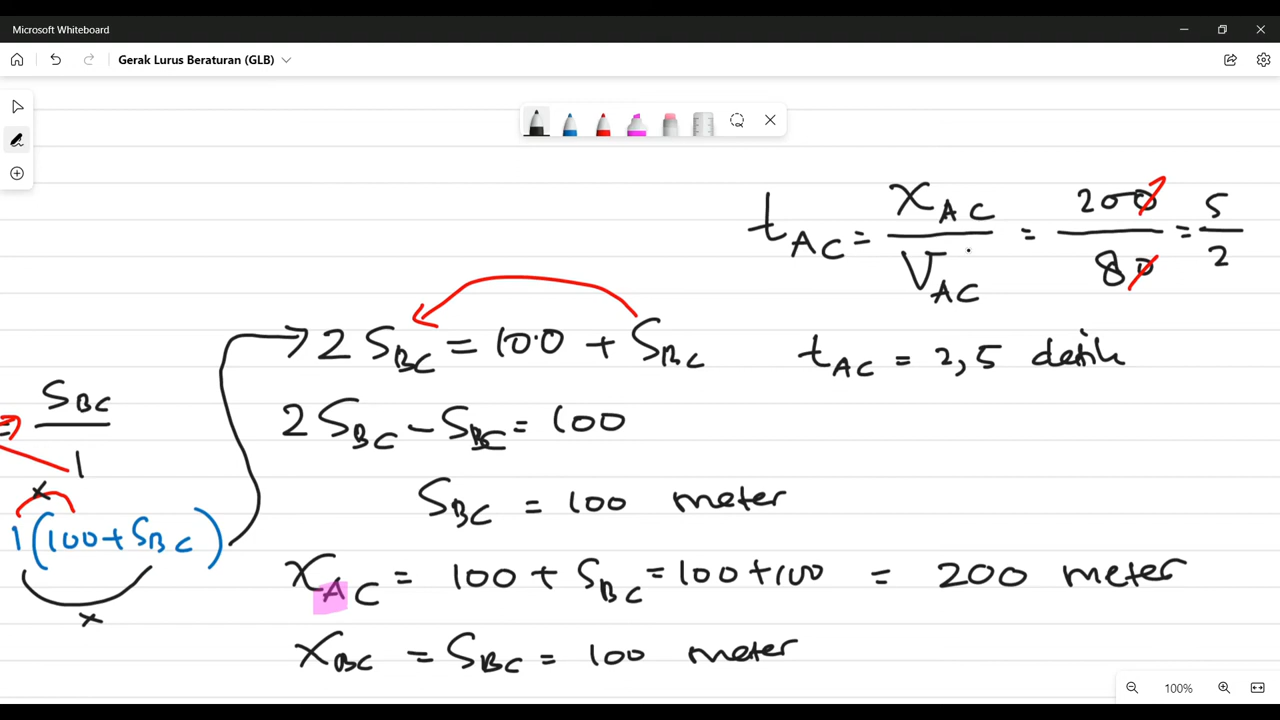 Microsoft Whiteboard
Gerak Lurus Beraturan (GLB)
t_AC = x_AC / V_AC = 200 / 80 = 5 / 2
t_AC = 2,5 detik
2 S_BC = 100 + S_BC
2 S_BC - S_BC = 100
S_BC = 100 meter
= S_BC / 1
1 (100 + S_BC)
x
x
x_AC = 100 + S_BC = 100 + 100 = 200 meter
x_BC = S_BC = 100 meter
100%